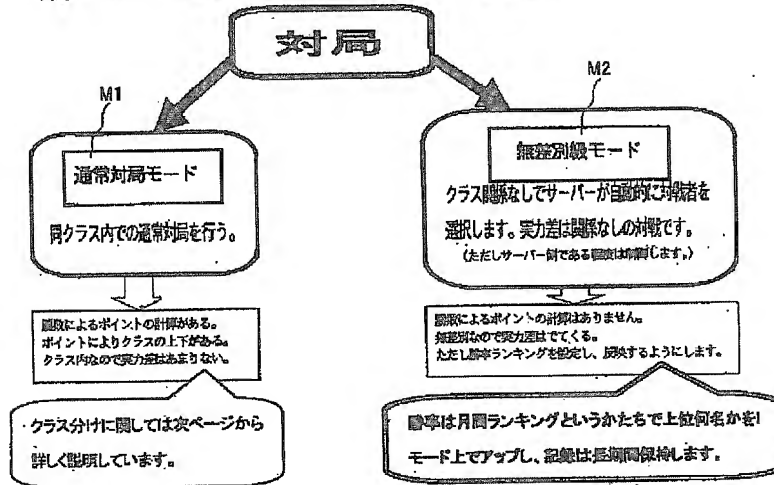 対局
M1
M2
通常対局モード
同クラス内での通常対局を行う。
無差別級モード
クラス関係なしでサーバーが自動的に対戦者を
選択します。実力差は関係なしの対戦です。
(ただしサーバー側である程度は制御します。)
勝敗によるポイントの計算がある。
ポイントによりクラスの上下がある。
クラス内なので実力差はあまりない。
勝敗によるポイントの計算はありません。
無差別なので実力差はでてくる。
ただし勝率ランキングを設定し、反映するようにします。
クラス分けに関しては次ページから
詳しく説明しています。
勝率は月間ランキングというかたちで上位何名かを
モード上でアップし、記録は長期間保持します。